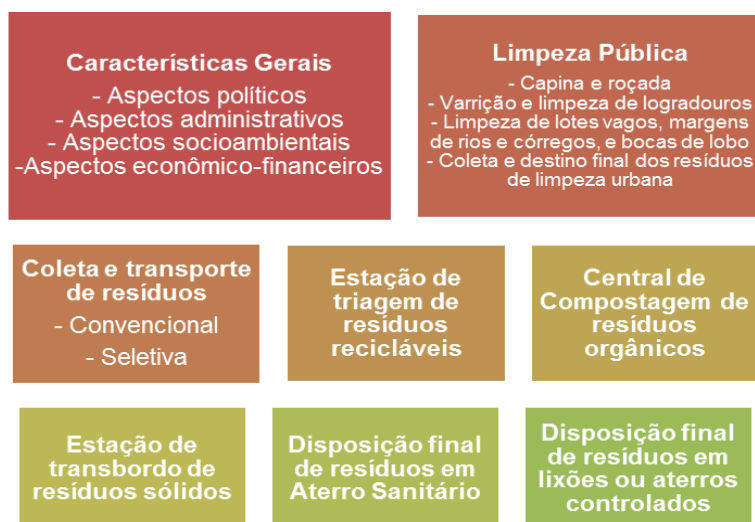 Características Gerais
- Aspectos políticos
- Aspectos administrativos
- Aspectos socioambientais
-Aspectos econômico-financeiros
Limpeza Pública
- Capina e roçada
- Varrição e limpeza de logradouros
- Limpeza de lotes vagos, margens
de rios e córregos, e bocas de lobo
- Coleta e destino final dos resíduos
de limpeza urbana
Coleta e transporte
de resíduos
- Convencional
- Seletiva
Estação de
triagem de
resíduos
recicláveis
Central de
Compostagem de
resíduos
orgânicos
Estação de
transbordo de
resíduos sólidos
Disposição final
de resíduos em
Aterro Sanitário
Disposição final
de resíduos em
lixões ou aterros
controlados